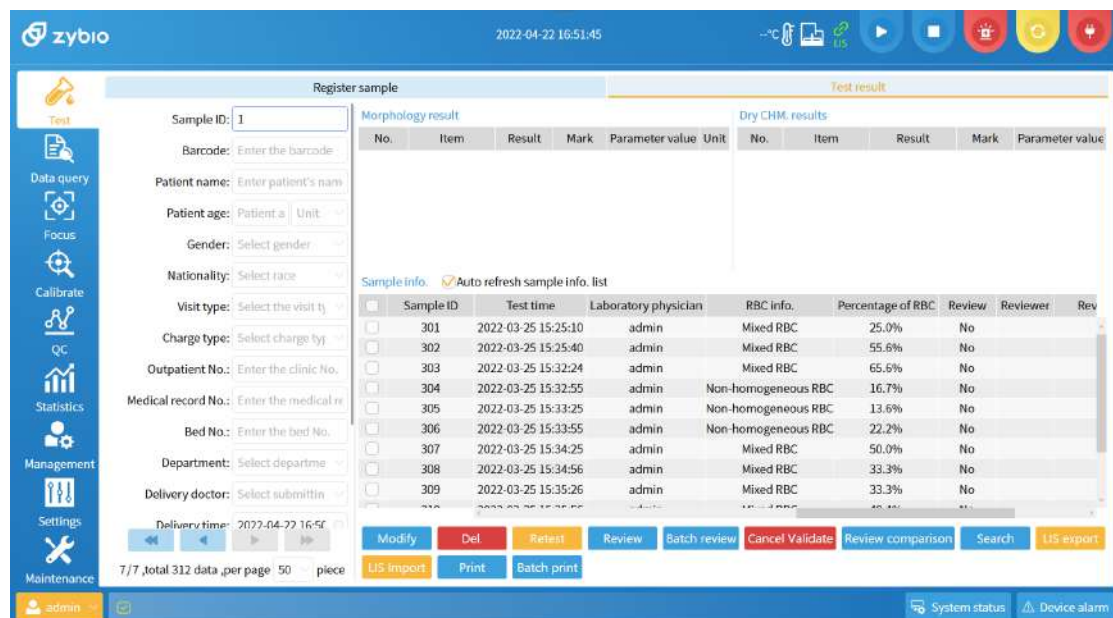 zybio 2022-04-22 16:51:45 --°C LIS
Register sample Test result
Test
Data query
Focus
Calibrate
QC
Statistics
Management
Settings
Maintenance
Sample ID: 1
Barcode: Enter the barcode
Patient name: Enter patient's nam
Patient age: Patient a Unit
Gender: Select gender
Nationality: Select race
Visit type: Select the visit ty
Charge type: Select charge typ
Outpatient No.: Enter the clinic No.
Medical record No.: Enter the medical re
Bed No.: Enter the bed No.
Department: Select departme
Delivery doctor: Select submittin
Delivery time: 2022-04-22 16:50
7/7 ,total 312 data ,per page 50 piece
Morphology result
No. Item Result Mark Parameter value Unit
Dry CHM. results
No. Item Result Mark Parameter value
Sample info. Auto refresh sample info. list
Sample ID Test time Laboratory physician RBC info. Percentage of RBC Review Reviewer Rev
301 2022-03-25 15:25:10 admin Mixed RBC 25.0% No
302 2022-03-25 15:25:40 admin Mixed RBC 55.6% No
303 2022-03-25 15:32:24 admin Mixed RBC 65.6% No
304 2022-03-25 15:32:55 admin Non-homogeneous RBC 16.7% No
305 2022-03-25 15:33:25 admin Non-homogeneous RBC 13.6% No
306 2022-03-25 15:33:55 admin Non-homogeneous RBC 22.2% No
307 2022-03-25 15:34:25 admin Mixed RBC 50.0% No
308 2022-03-25 15:34:56 admin Mixed RBC 33.3% No
309 2022-03-25 15:35:26 admin Mixed RBC 33.3% No
Modify Del. Retest Review Batch review Cancel Validate Review comparison Search LIS export
LIS Import Print Batch print
admin System status Device alarm